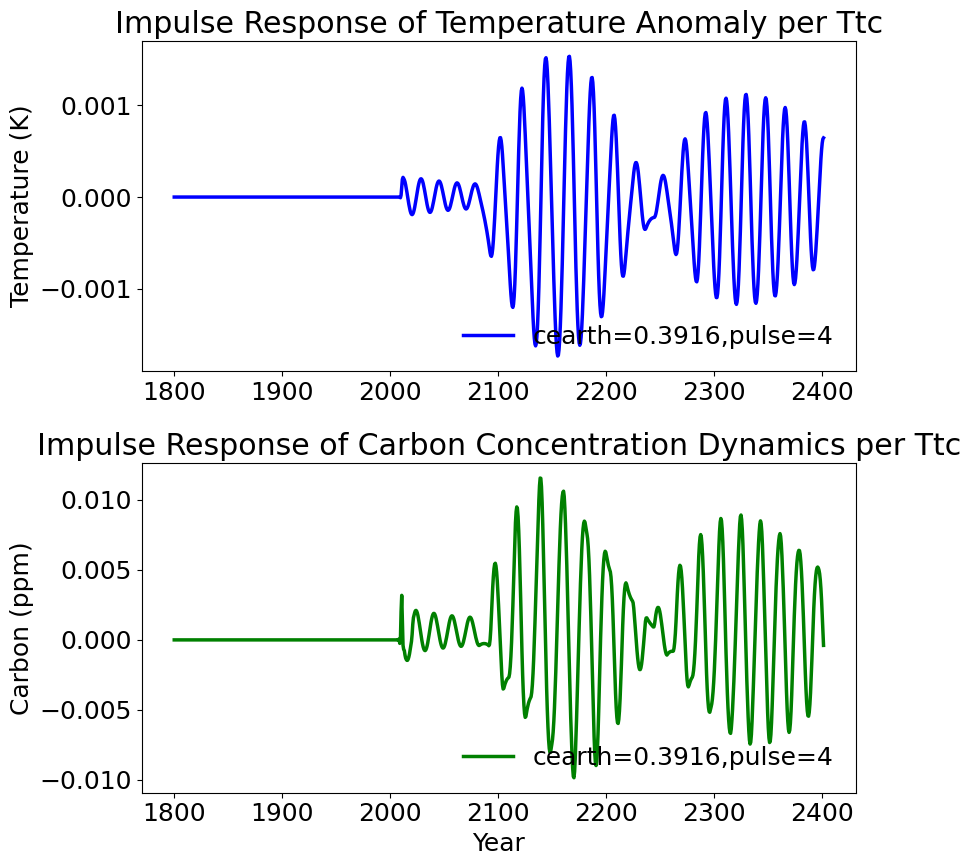 Impulse Response of Temperature Anomaly per Ttc
Temperature (K)
0.001
0.000
−0.001
cearth=0.3916,pulse=4
1800 1900 2000 2100 2200 2300 2400
Impulse Response of Carbon Concentration Dynamics per Ttc
Carbon (ppm)
0.010
0.005
0.000
−0.005
−0.010
cearth=0.3916,pulse=4
1800 1900 2000 2100 2200 2300 2400
Year